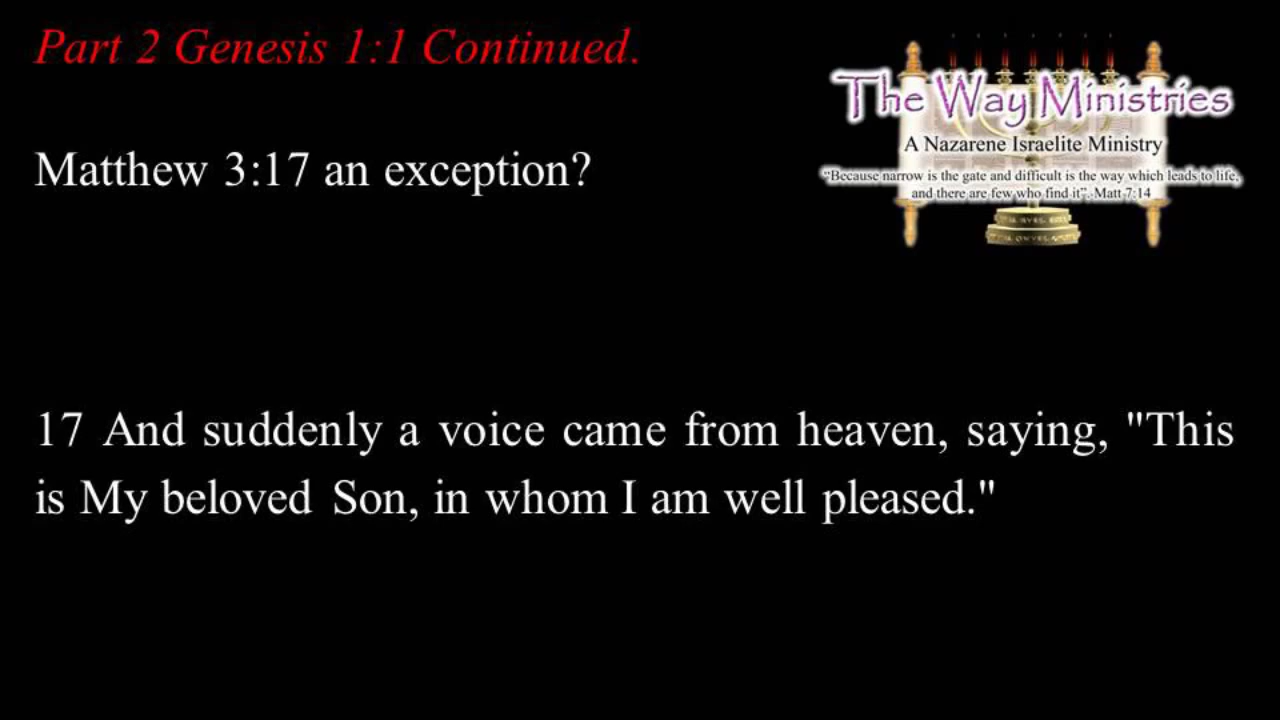 Part 2 Genesis 1:1 Continued.
The Way Ministries
A Nazarene Israelite Ministry
"Because narrow is the gate and difficult is the way which leads to life,
and there are few who find it". Matt 7:14
Matthew 3:17 an exception?
17 And suddenly a voice came from heaven, saying, "This
is My beloved Son, in whom I am well pleased."